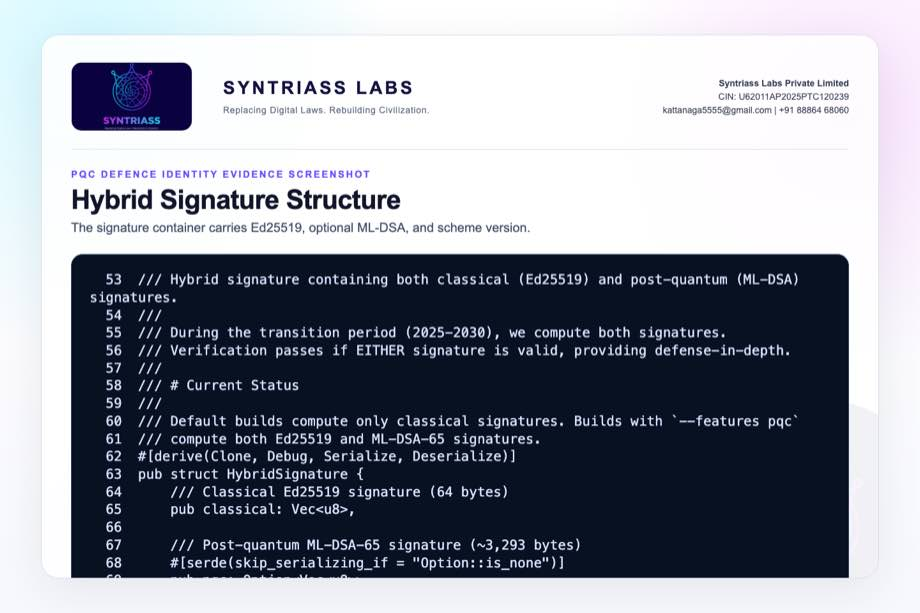 SYNTRIASS
SYNTRIASS LABS
Replacing Digital Laws. Rebuilding Civilization.
Syntriass Labs Private Limited
CIN: U62011AP2025PTC120239
kattanaga5555@gmail.com | +91 88864 68060
PQC DEFENCE IDENTITY EVIDENCE SCREENSHOT
Hybrid Signature Structure
The signature container carries Ed25519, optional ML-DSA, and scheme version.
53 /// Hybrid signature containing both classical (Ed25519) and post-quantum (ML-DSA)
signatures.
54 ///
55 /// During the transition period (2025-2030), we compute both signatures.
56 /// Verification passes if EITHER signature is valid, providing defense-in-depth.
57 ///
58 /// # Current Status
59 ///
60 /// Default builds compute only classical signatures. Builds with `--features pqc`
61 /// compute both Ed25519 and ML-DSA-65 signatures.
62 #[derive(Clone, Debug, Serialize, Deserialize)]
63 pub struct HybridSignature {
64     /// Classical Ed25519 signature (64 bytes)
65     pub classical: Vec<u8>,
66
67     /// Post-quantum ML-DSA-65 signature (~3,293 bytes)
68     #[serde(skip_serializing_if = "Option::is_none")]